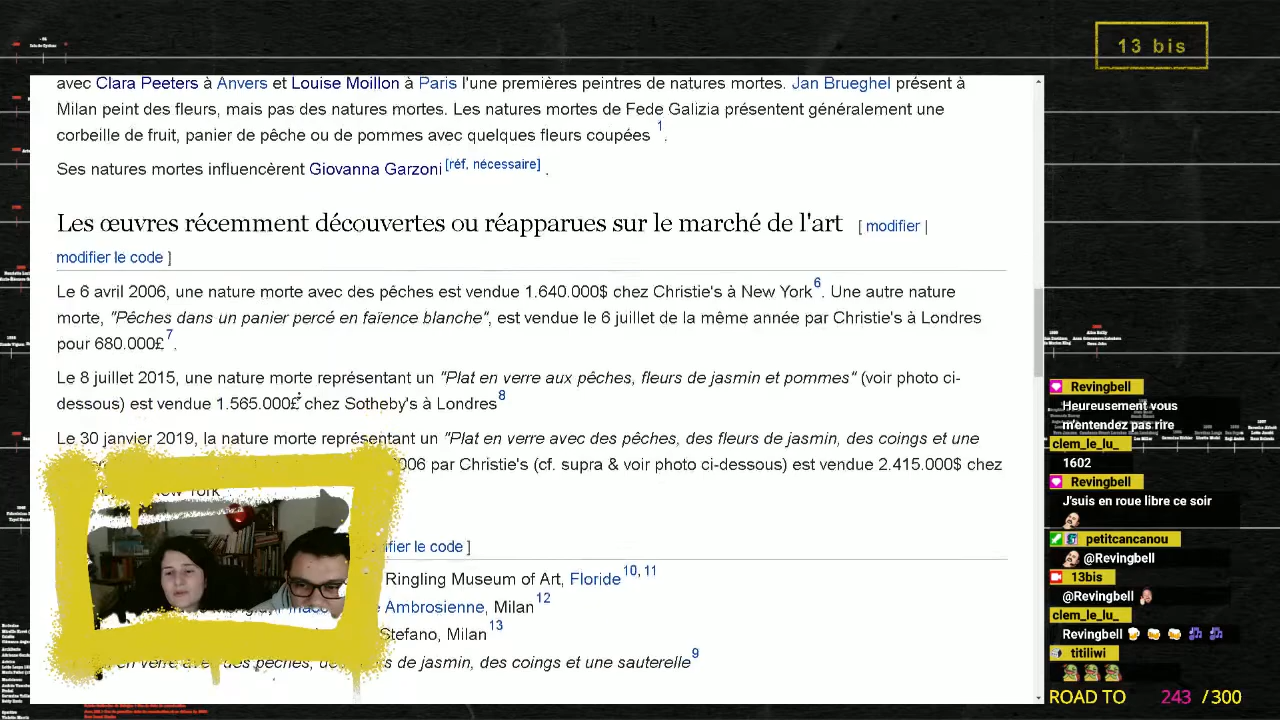 13 bis
avec Clara Peeters à Anvers et Louise Moillon à Paris l'une premières peintres de natures mortes. Jan Brueghel présent à
Milan peint des fleurs, mais pas des natures mortes. Les natures mortes de Fede Galizia présentent généralement une
corbeille de fruit, panier de pêche ou de pommes avec quelques fleurs coupées 1.
Ses natures mortes influencèrent Giovanna Garzoni [réf. nécessaire] .
Les œuvres récemment découvertes ou réapparues sur le marché de l'art [ modifier |
modifier le code ]
Le 6 avril 2006, une nature morte avec des pêches est vendue 1.640.000$ chez Christie's à New York 6. Une autre nature
morte, "Pêches dans un panier percé en faïence blanche", est vendue le 6 juillet de la même année par Christie's à Londres
pour 680.000£ 7.
Le 8 juillet 2015, une nature morte représentant un "Plat en verre aux pêches, fleurs de jasmin et pommes" (voir photo ci-
dessous) est vendue 1.565.000£ chez Sotheby's à Londres 8
Le 30 janvier 2019, la nature morte représentant un "Plat en verre avec des pêches, des fleurs de jasmin, des coings et une
006 par Christie's (cf. supra & voir photo ci-dessous) est vendue 2.415.000$ chez
New York
ifier le code ]
Ringling Museum of Art, Floride 10, 11
Ambrosienne, Milan 12
Stefano, Milan 13
en verre avec des pêches, de s de jasmin, des coings et une sauterelle 9
Revingbell
Heureusement vous
m'entendez pas rire
clem_le_lu_
1602
Revingbell
J'suis en roue libre ce soir
petitcancanou
@Revingbell
13bis
@Revingbell
clem_le_lu_
Revingbell
titiliwi
ROAD TO 243 /300